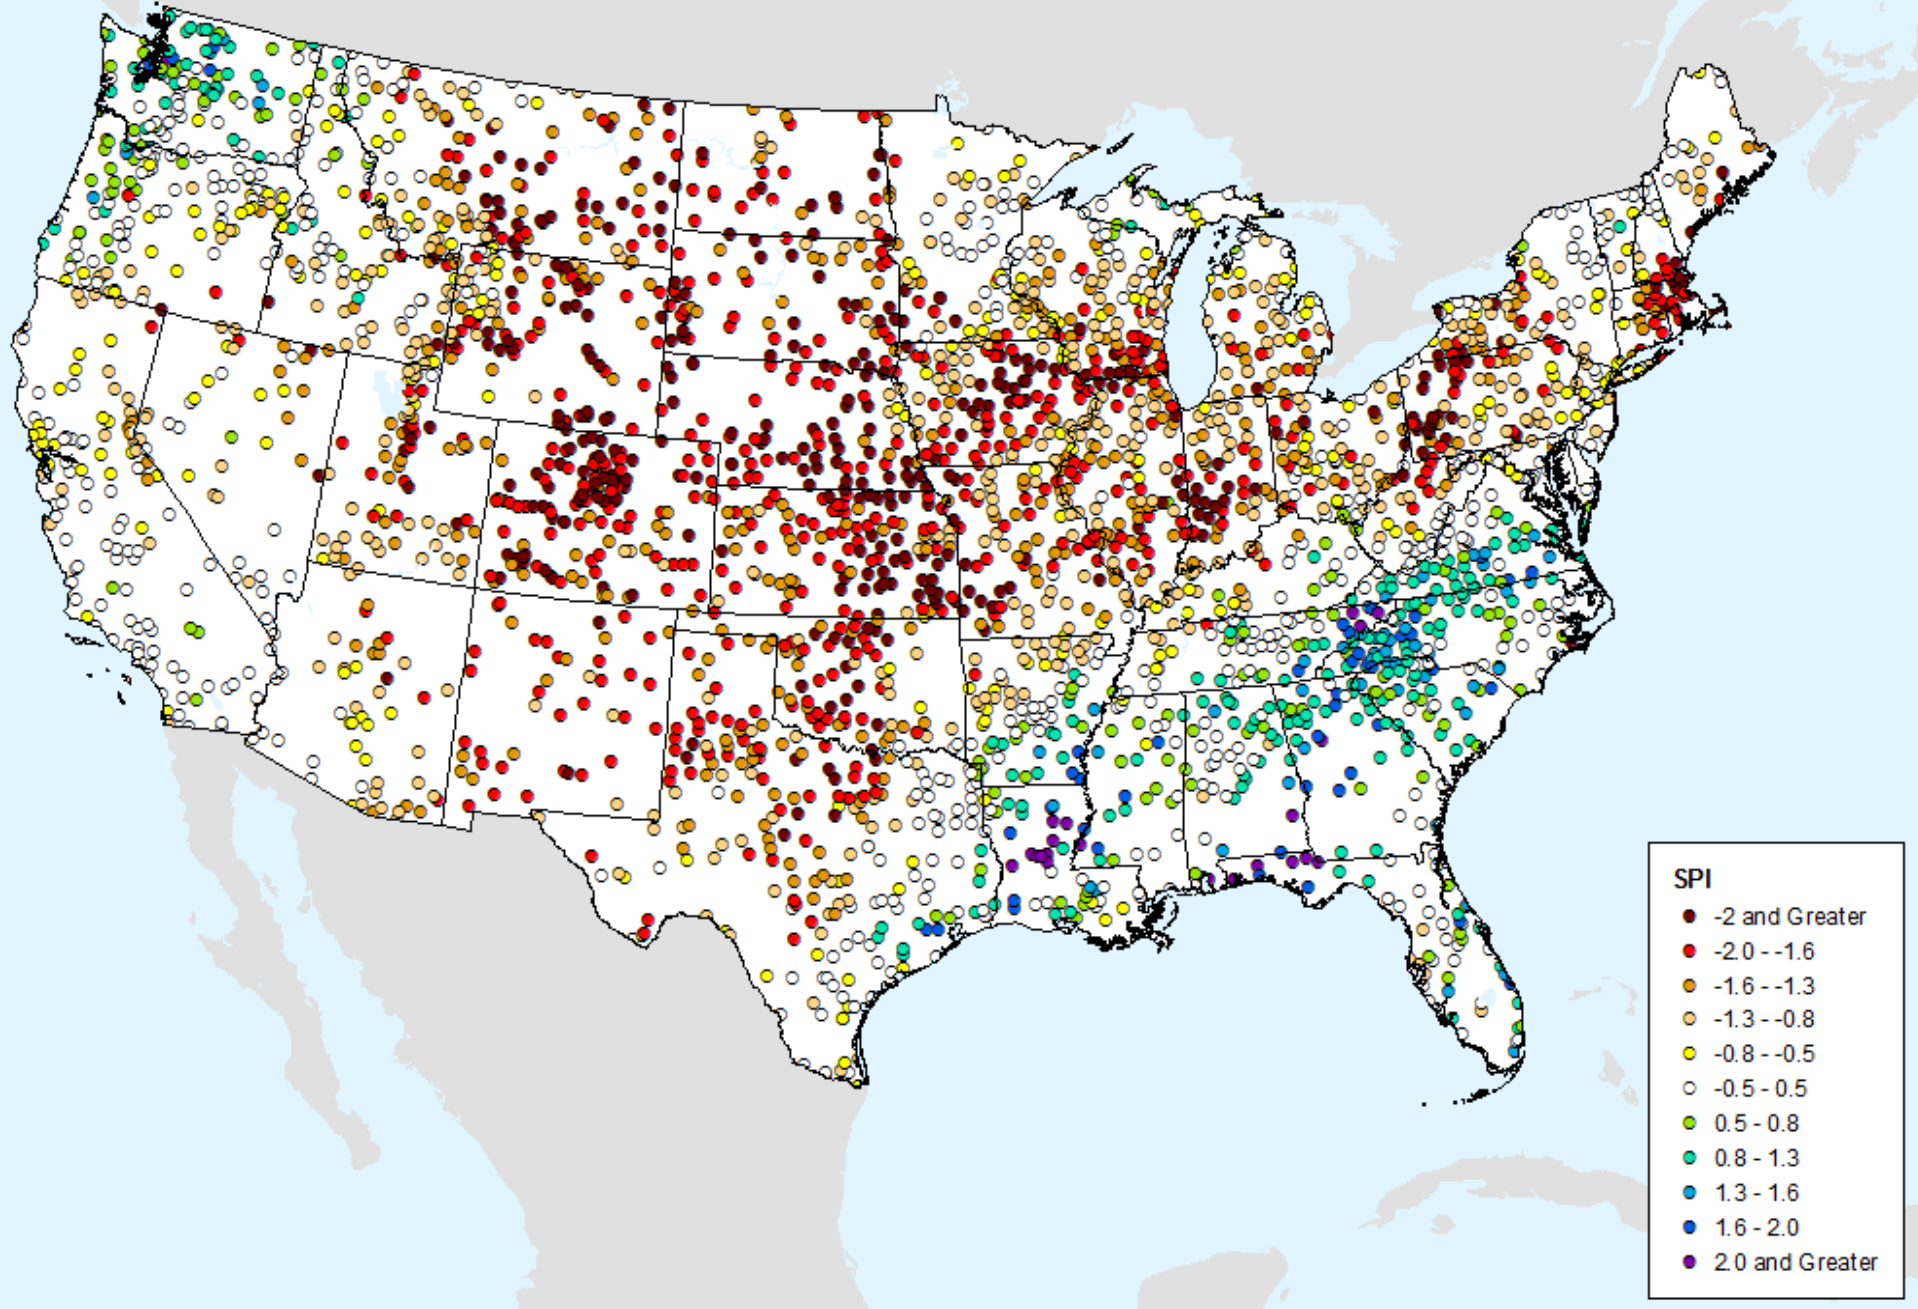 SPI
-2 and Greater
-2.0 - -1.6
-1.6 - -1.3
-1.3 - -0.8
-0.8 - -0.5
-0.5 - 0.5
0.5 - 0.8
0.8 - 1.3
1.3 - 1.6
1.6 - 2.0
2.0 and Greater